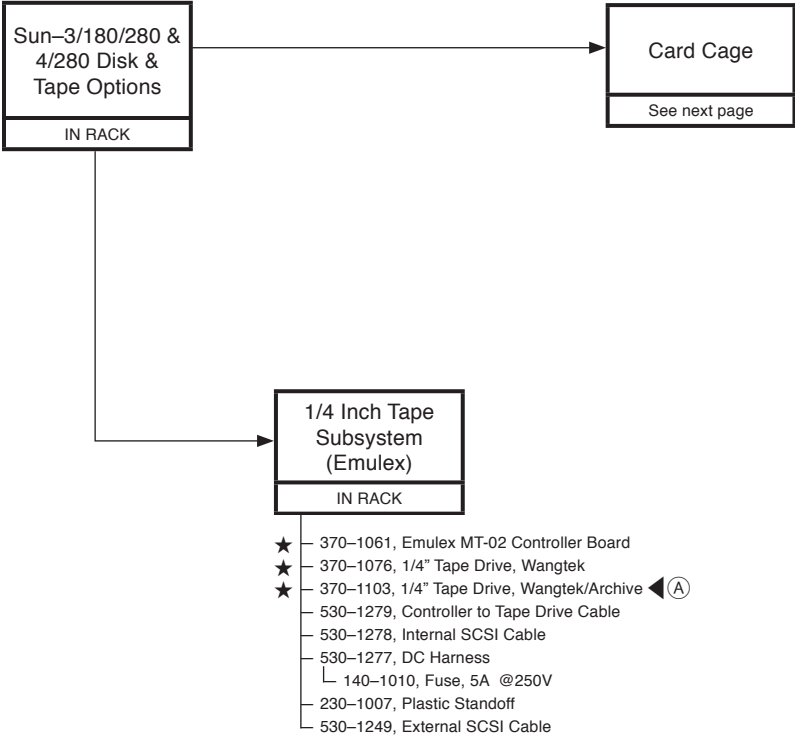 Sun–3/180/280 &
4/280 Disk &
Tape Options
IN RACK
Card Cage
See next page
1/4 Inch Tape
Subsystem
(Emulex)
IN RACK
★ 370–1061, Emulex MT-02 Controller Board
★ 370–1076, 1/4” Tape Drive, Wangtek
★ 370–1103, 1/4” Tape Drive, Wangtek/Archive ◀ Ⓐ
530–1279, Controller to Tape Drive Cable
530–1278, Internal SCSI Cable
530–1277, DC Harness
140–1010, Fuse, 5A @250V
230–1007, Plastic Standoff
530–1249, External SCSI Cable